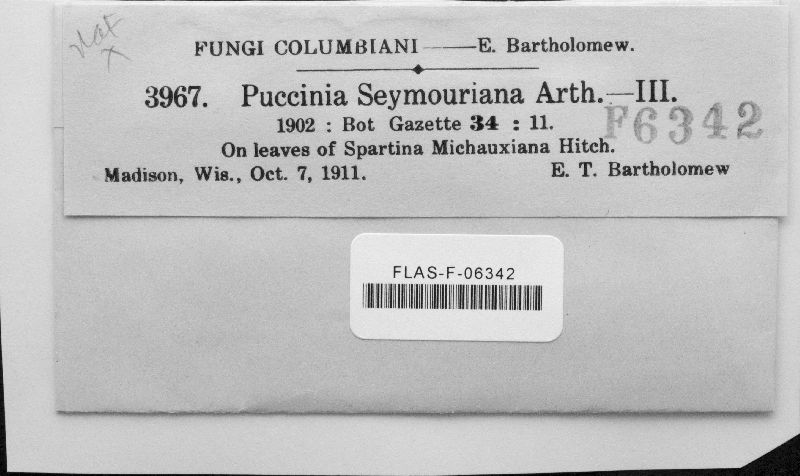 FUNGI COLUMBIANI——E. Bartholomew.
3967. Puccinia Seymouriana Arth.—III.
1902 : Bot Gazette 34 : 11.
F6342
On leaves of Spartina Michauxiana Hitch.
Madison, Wis., Oct. 7, 1911. E. T. Bartholomew
FLAS-F-06342